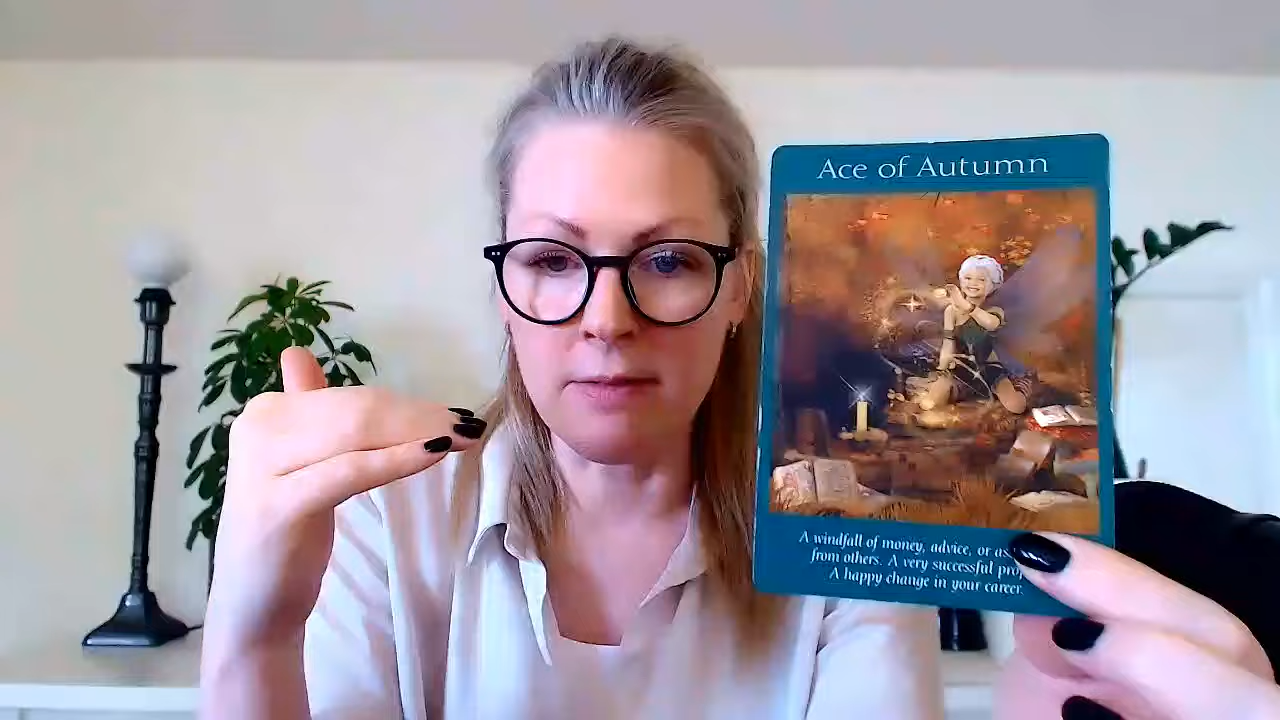 Ace of Autumn
A windfall of money, advice, or
from others. A very successful
A happy change in your career.